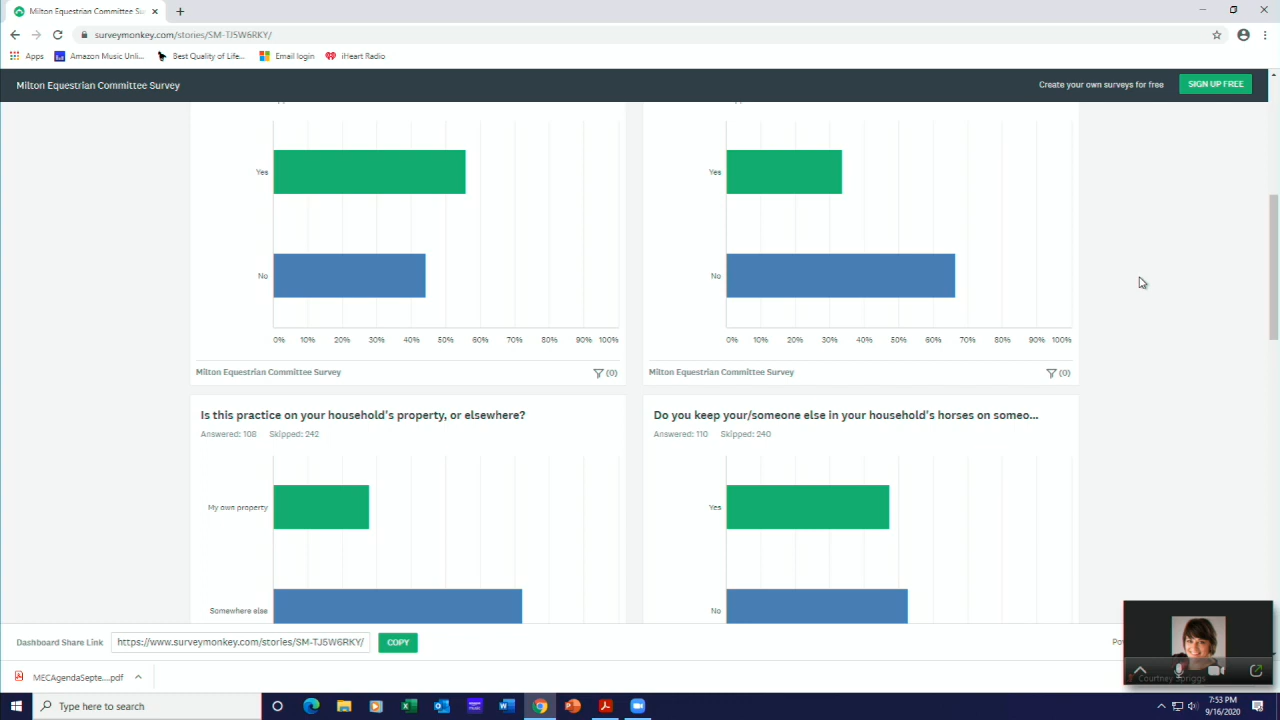 Milton Equestrian Committee Su
surveymonkey.com/stories/SM-TJ5W6RKY/
Apps Amazon Music Unli... Best Quality of Life... Email login iHeart Radio
Milton Equestrian Committee Survey Create your own surveys for free SIGN UP FREE
Yes
No
0% 10% 20% 30% 40% 50% 60% 70% 80% 90% 100%
Milton Equestrian Committee Survey (0)
Yes
No
0% 10% 20% 30% 40% 50% 60% 70% 80% 90% 100%
Milton Equestrian Committee Survey (0)
Is this practice on your household's property, or elsewhere?
Answered: 108 Skipped: 242
My own property
Somewhere else
Do you keep your/someone else in your household's horses on someo...
Answered: 110 Skipped: 240
Yes
No
Dashboard Share Link https://www.surveymonkey.com/stories/SM-TJ5W6RKY/ COPY
Courtney Spriggs
MECAgendaSepte....pdf
Type here to search
7:53 PM
9/16/2020